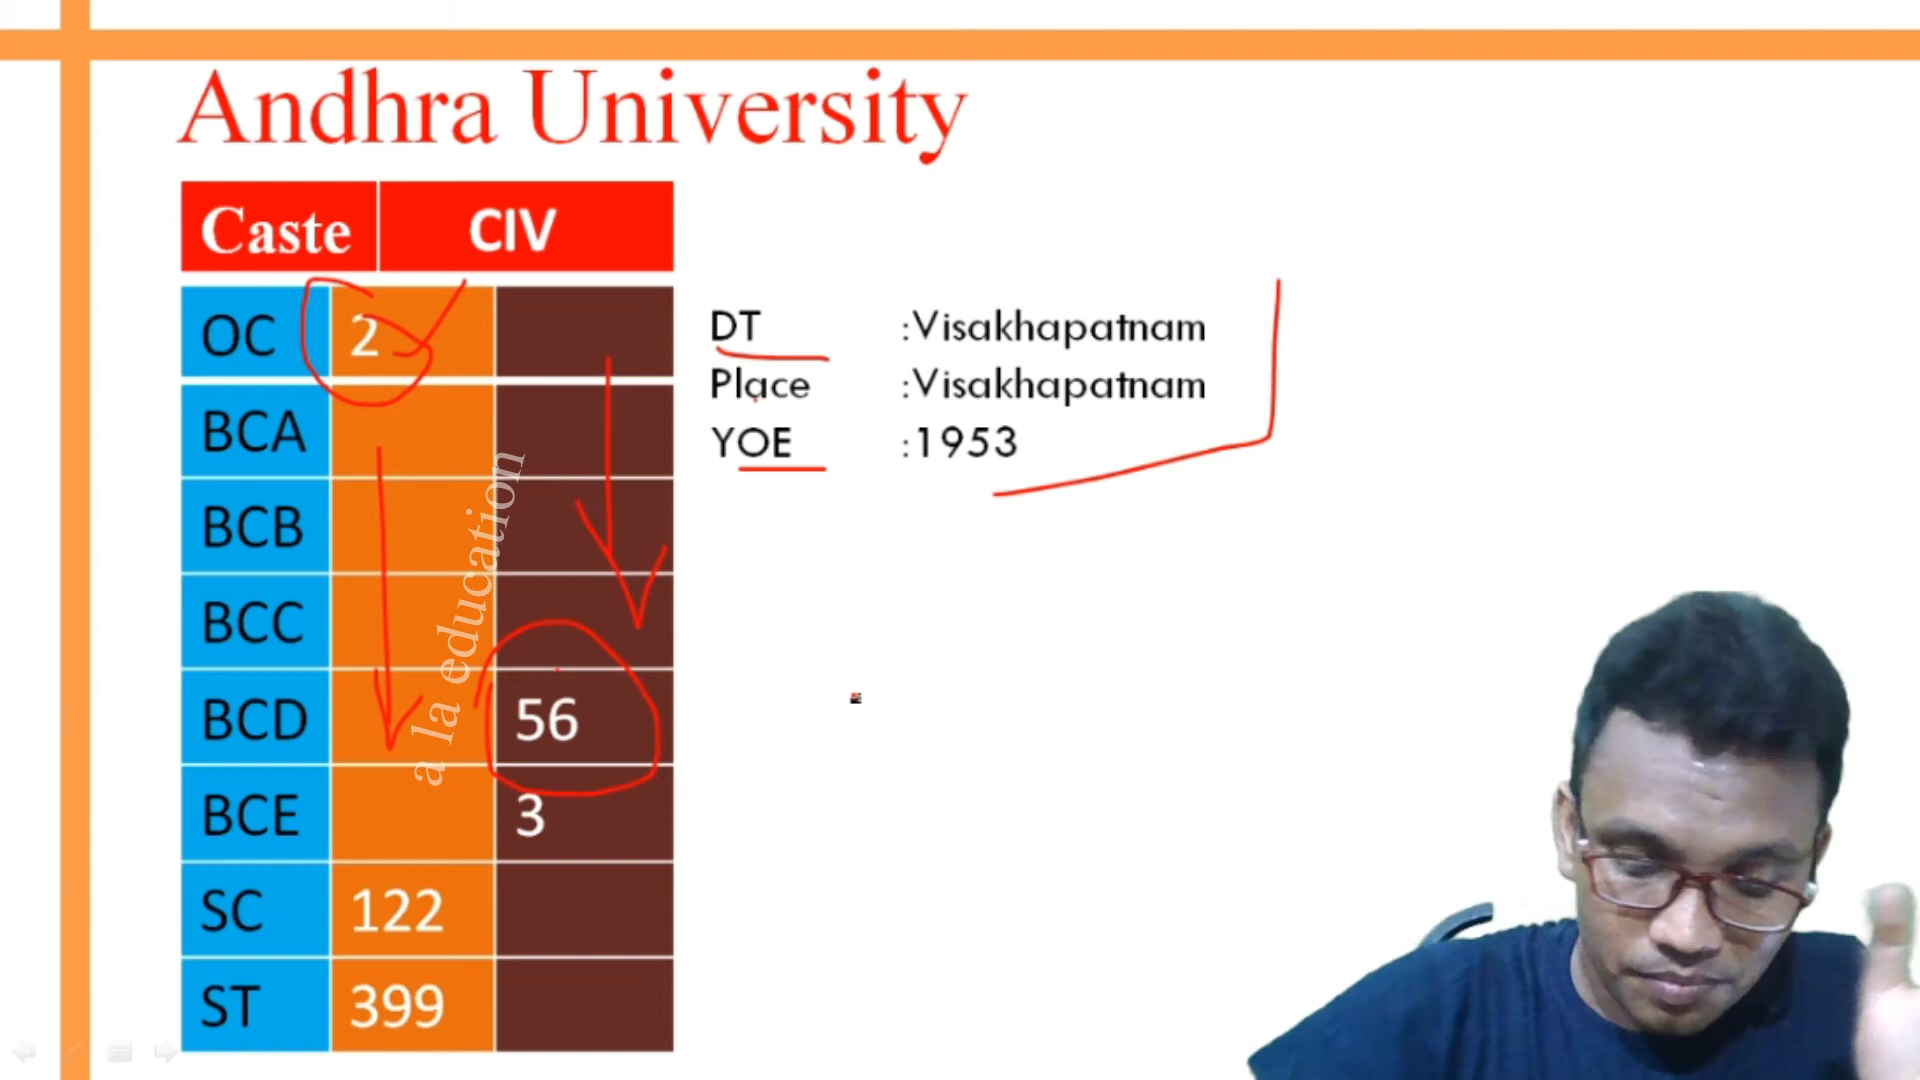 Andhra University
Caste CIV
OC 2
BCA
BCB
BCC
BCD 56
BCE 3
SC 122
ST 399
DT :Visakhapatnam
Place :Visakhapatnam
YOE :1953
a la education